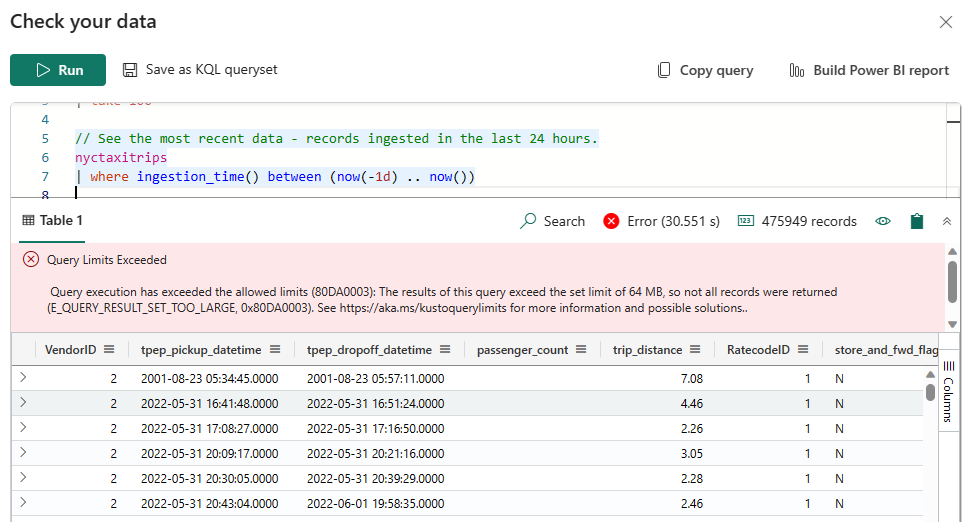 Check your data
Run
Save as KQL queryset
Copy query
Build Power BI report
4
5 // See the most recent data - records ingested in the last 24 hours.
6 nyctaxitrips
7 | where ingestion_time() between (now(-1d) .. now())
8
Table 1
Search
Error (30.551 s)
123 475949 records
Query Limits Exceeded
Query execution has exceeded the allowed limits (80DA0003): The results of this query exceed the set limit of 64 MB, so not all records were returned
(E_QUERY_RESULT_SET_TOO_LARGE, 0x80DA0003). See https://aka.ms/kustoquerylimits for more information and possible solutions..
VendorID tpep_pickup_datetime tpep_dropoff_datetime passenger_count trip_distance RatecodeID store_and_fwd_flag
2 2001-08-23 05:34:45.0000 2001-08-23 05:57:11.0000 7.08 1 N
2 2022-05-31 16:41:48.0000 2022-05-31 16:51:24.0000 4.46 1 N
2 2022-05-31 17:08:27.0000 2022-05-31 17:16:50.0000 2.26 1 N
2 2022-05-31 20:09:17.0000 2022-05-31 20:21:16.0000 3.05 1 N
2 2022-05-31 20:30:05.0000 2022-05-31 20:39:29.0000 2.28 1 N
2 2022-05-31 20:43:04.0000 2022-06-01 19:58:35.0000 2.46 1 N
Columns